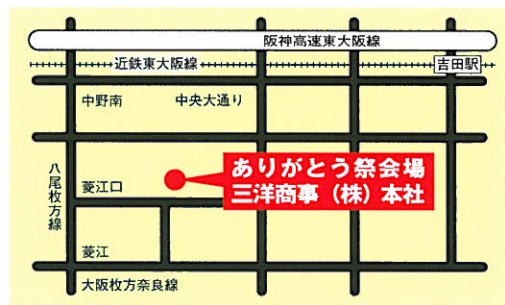 阪神高速東大阪線
近鉄東大阪線
吉田駅
中野南
中央大通り
八尾枚方線
ありがとう祭会場
三洋商事（株）本社
菱江口
菱江
大阪枚方奈良線